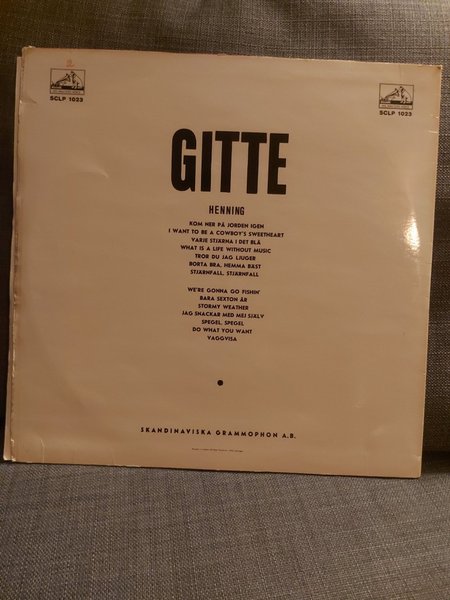 SCLP 1023
SCLP 1023
GITTE
HENNING
KOM NER PÅ JORDEN IGEN
I WANT TO BE A COWBOY'S SWEETHEART
VARJE STJÄRNA I DET BLÅ
WHAT IS A LIFE WITHOUT MUSIC
TROR DU JAG LJUGER
BORTA BRA, HEMMA BÄST
STJÄRNFALL, STJÄRNFALL
WE'RE GONNA GO FISHIN'
BARA SEXTON ÅR
STORMY WEATHER
JAG SNACKAR MED MEJ SJÄLV
SPEGEL, SPEGEL
DO WHAT YOU WANT
VAGGVISA
SKANDINAVISKA GRAMMOPHON A.B.